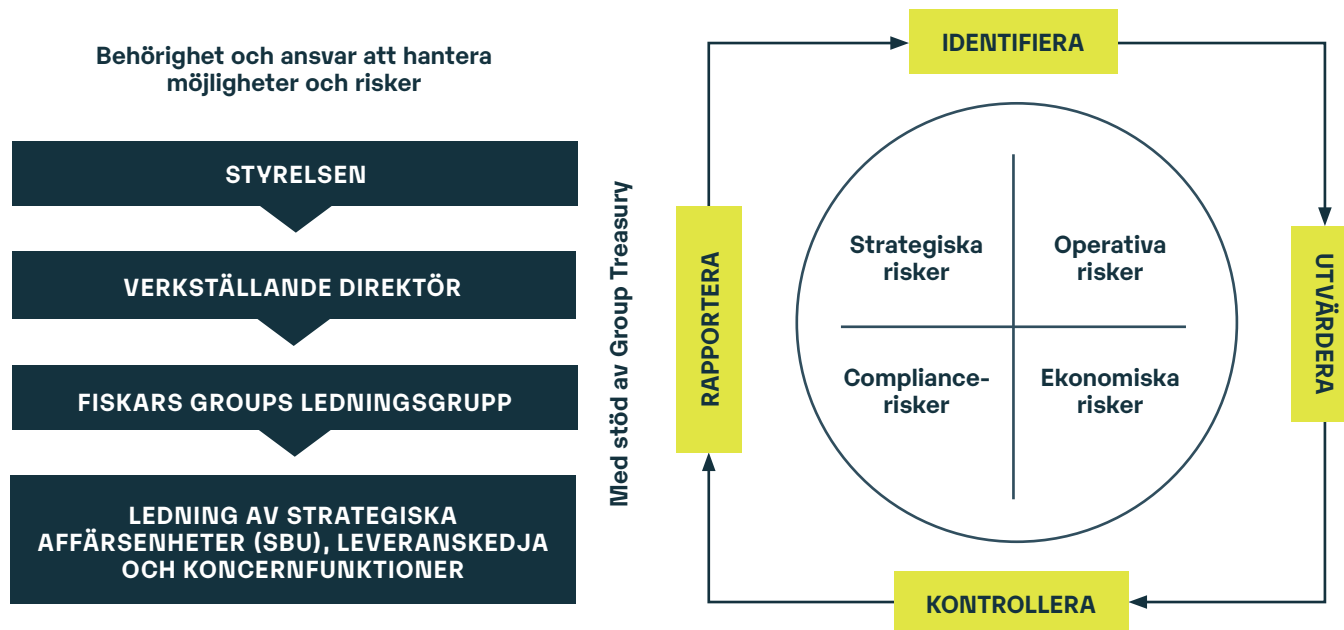 Behörighet och ansvar att hantera
möjligheter och risker
STYRELSEN
VERKSTÄLLANDE DIREKTÖR
FISKARS GROUPS LEDNINGSGRUPP
LEDNING AV STRATEGISKA
AFFÄRSENHETER (SBU), LEVERANSKEDJA
OCH KONCERNFUNKTIONER
Med stöd av Group Treasury
IDENTIFIERA
UTVÄRDERA
KONTROLLERA
RAPPORTERA
Strategiska
risker
Operativa
risker
Compliance-
risker
Ekonomiska
risker